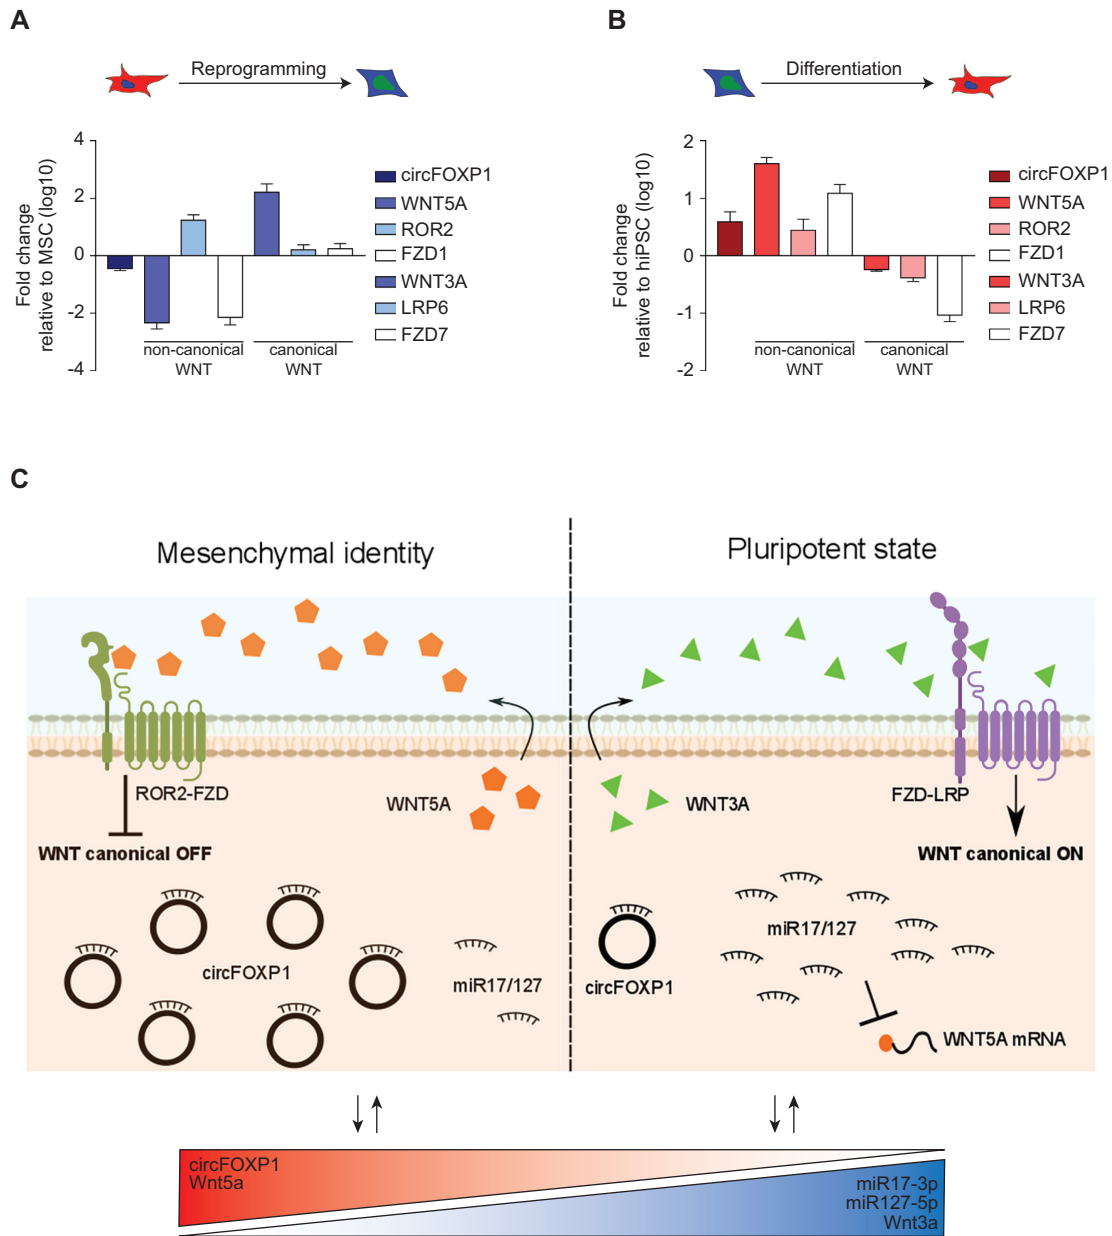 A
Reprogramming
Fold change
relative to MSC (log10)
4
2
0
-2
-4
non-canonical
WNT
canonical
WNT
circFOXP1
WNT5A
ROR2
FZD1
WNT3A
LRP6
FZD7
B
Differentiation
Fold change
relative to hiPSC (log10)
2
1
0
-1
-2
non-canonical
WNT
canonical
WNT
circFOXP1
WNT5A
ROR2
FZD1
WNT3A
LRP6
FZD7
C
Mesenchymal identity
ROR2-FZD
WNT5A
WNT canonical OFF
circFOXP1
miR17/127
Pluripotent state
WNT3A
FZD-LRP
WNT canonical ON
miR17/127
circFOXP1
WNT5A mRNA
circFOXP1
Wnt5a
miR17-3p
miR127-5p
Wnt3a